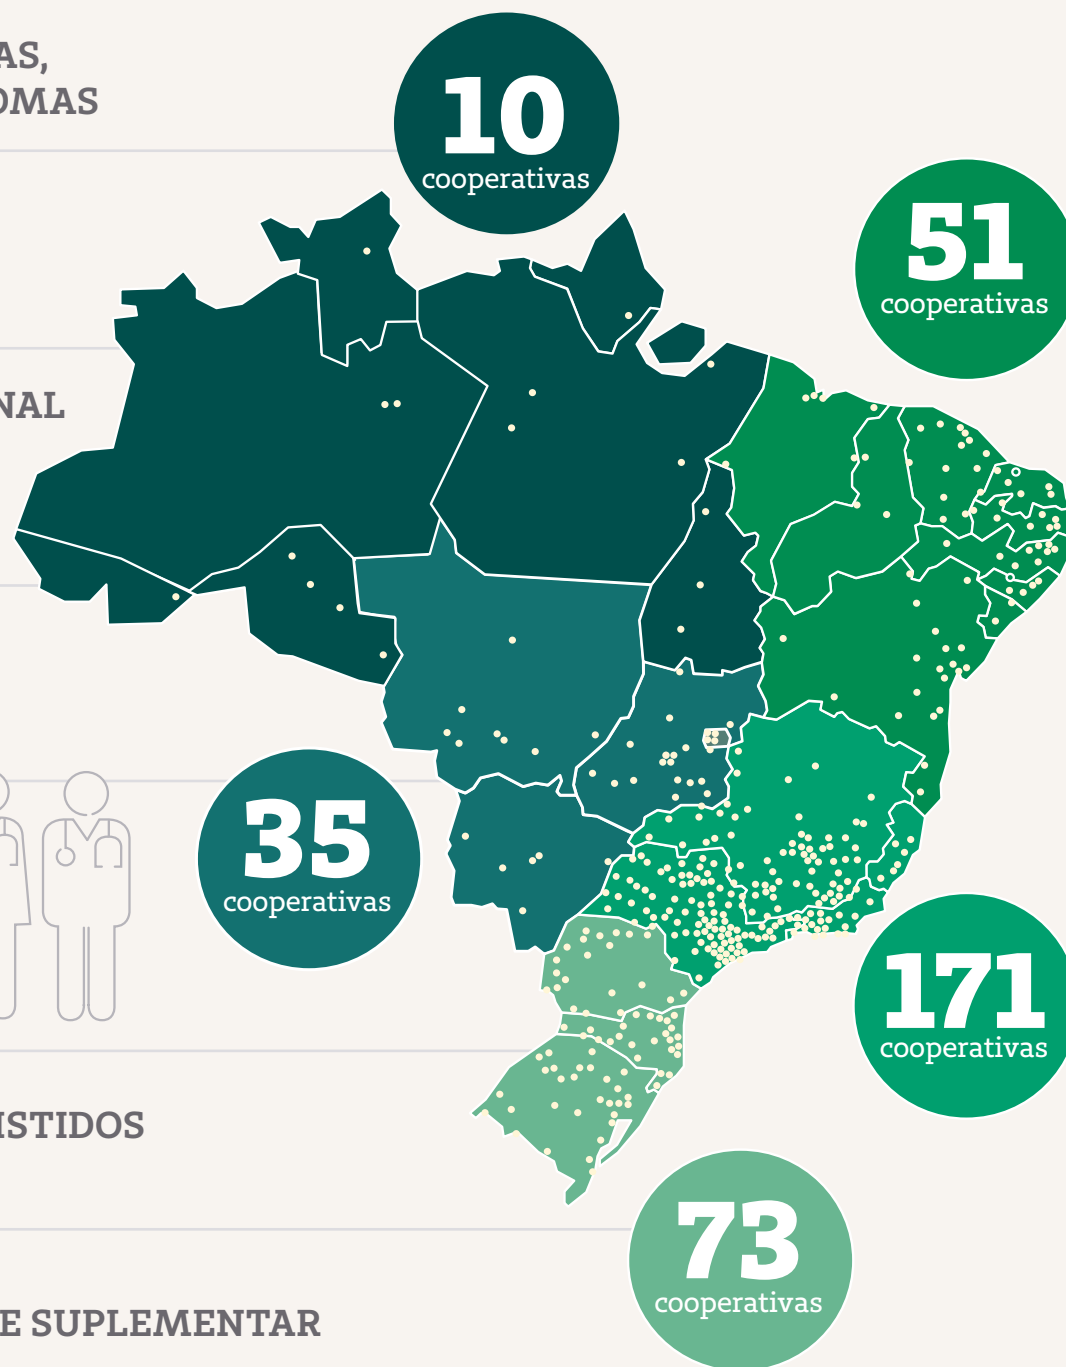 AS,
OMAS
10
cooperativas
51
cooperativas
NAL
35
cooperativas
171
cooperativas
ISTIDOS
73
cooperativas
E SUPLEMENTAR